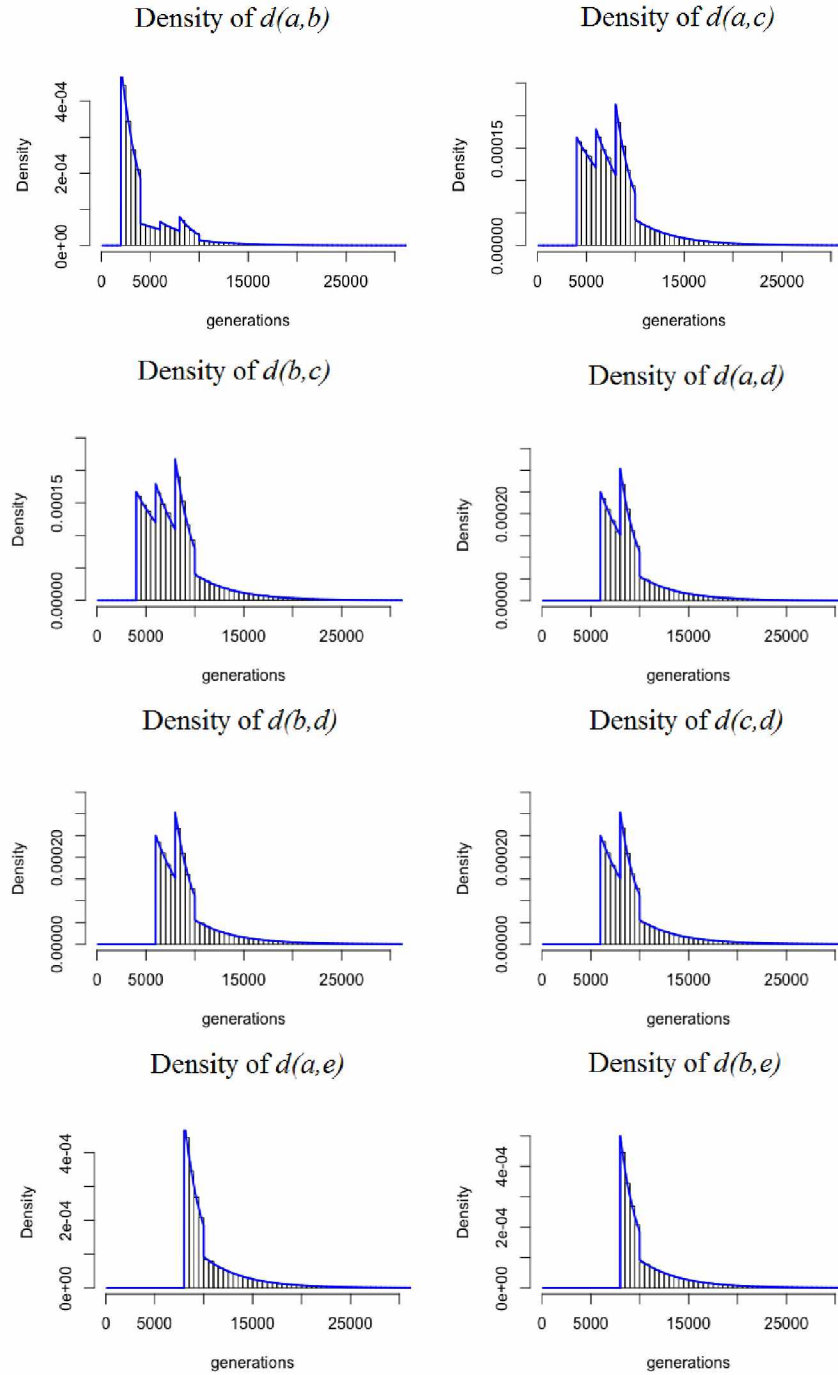 Density of d(a,b)
Density
0e+00 2e-04 4e-04
0 5000 15000 25000
generations
Density of d(a,c)
Density
0.00000 0.00015
0 5000 15000 25000
generations
Density of d(b,c)
Density
0.00000 0.00015
0 5000 15000 25000
generations
Density of d(a,d)
Density
0.00000 0.00020
0 5000 15000 25000
generations
Density of d(b,d)
Density
0.00000 0.00020
0 5000 15000 25000
generations
Density of d(c,d)
Density
0.00000 0.00020
0 5000 15000 25000
generations
Density of d(a,e)
Density
0e+00 2e-04 4e-04
0 5000 15000 25000
generations
Density of d(b,e)
Density
0e+00 2e-04 4e-04
0 5000 15000 25000
generations